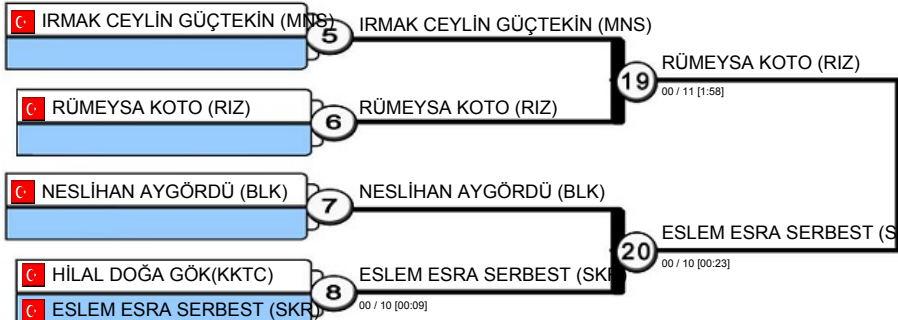 IRMAK CEYLİN GÜÇTEKİN (MNS)
5
IRMAK CEYLİN GÜÇTEKİN (MNS)
19
RÜMEYSA KOTO (RIZ)
00 / 11 [1:58]
RÜMEYSA KOTO (RIZ)
6
RÜMEYSA KOTO (RIZ)
NESLİHAN AYGÖRDÜ (BLK)
7
NESLİHAN AYGÖRDÜ (BLK)
20
ESLEM ESRA SERBEST (S
00 / 10 [00:23]
HİLAL DOĞA GÖK(KKTC)
8
ESLEM ESRA SERBEST (SKR)
00 / 10 [00:09]
ESLEM ESRA SERBEST (SKR)